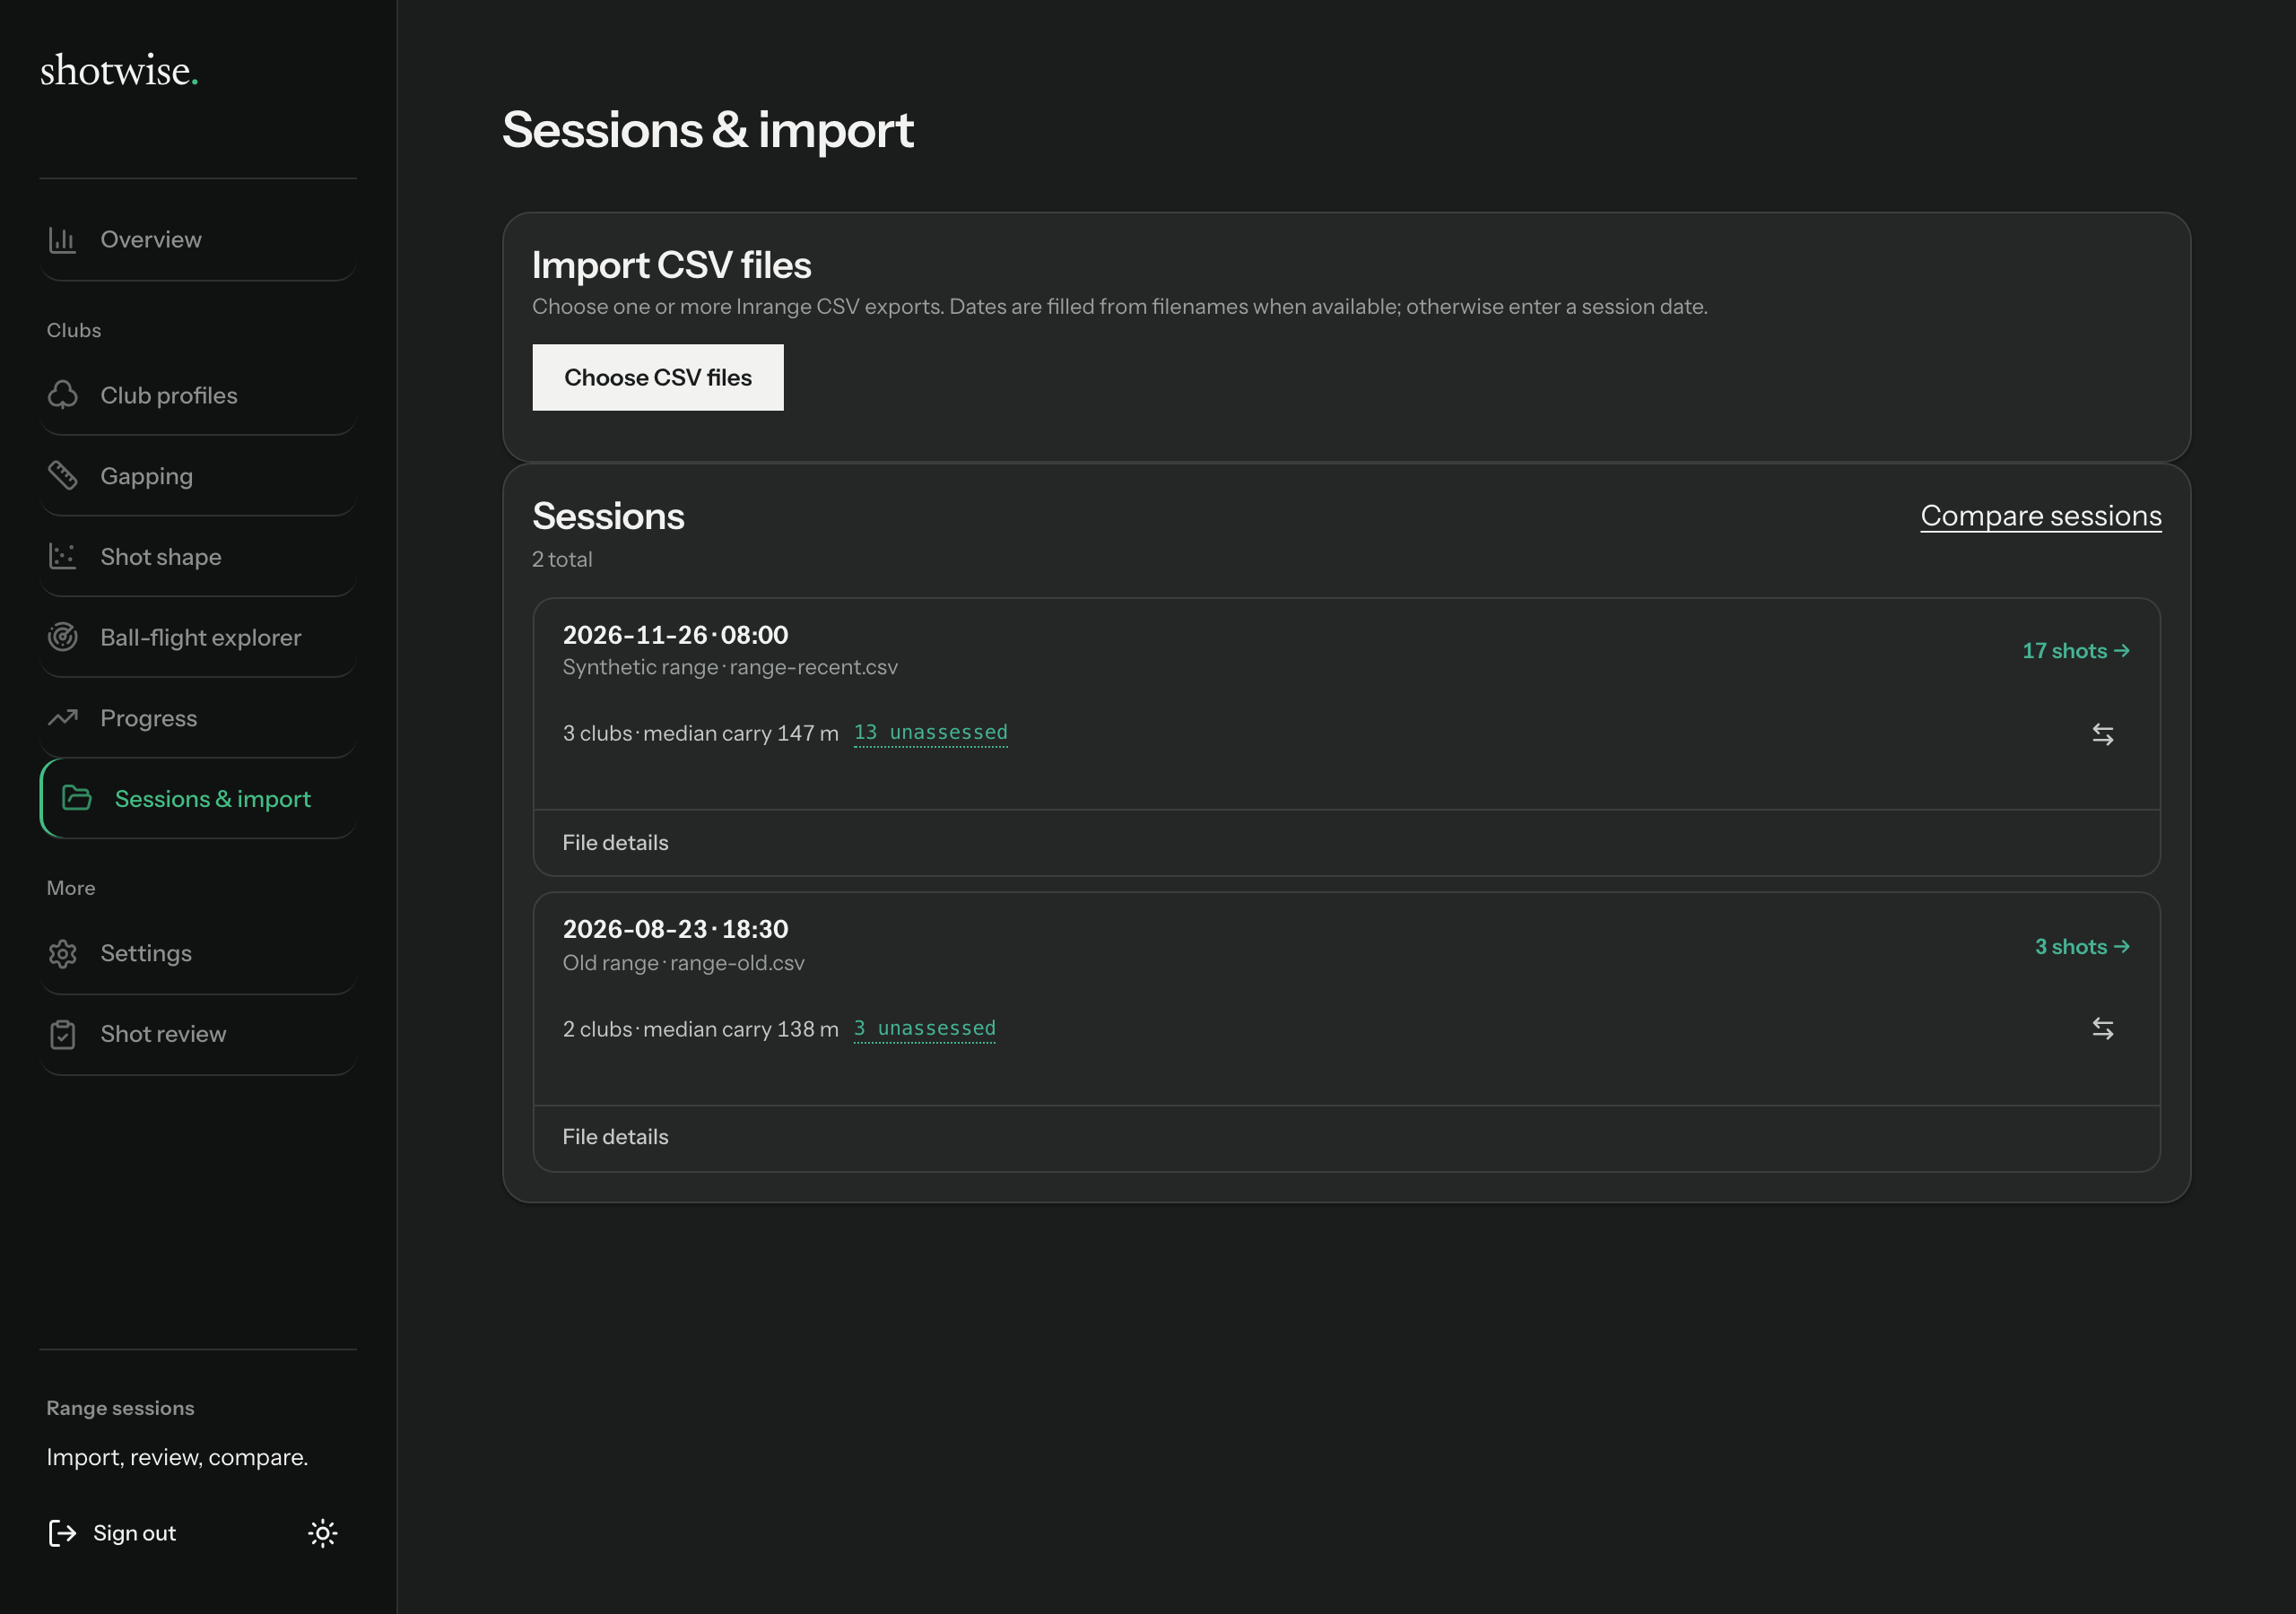 shotwise.
Overview
Clubs
Club profiles
Gapping
Shot shape
Ball-flight explorer
Progress
Sessions & import
More
Settings
Shot review
Range sessions
Import, review, compare.
Sign out
Sessions & import
Import CSV files
Choose one or more Inrange CSV exports. Dates are filled from filenames when available; otherwise enter a session date.
Choose CSV files
Sessions
Compare sessions
2 total
2026-11-26 · 08:00
17 shots →
Synthetic range · range-recent.csv
3 clubs · median carry 147 m 13 unassessed
File details
2026-08-23 · 18:30
3 shots →
Old range · range-old.csv
2 clubs · median carry 138 m 3 unassessed
File details